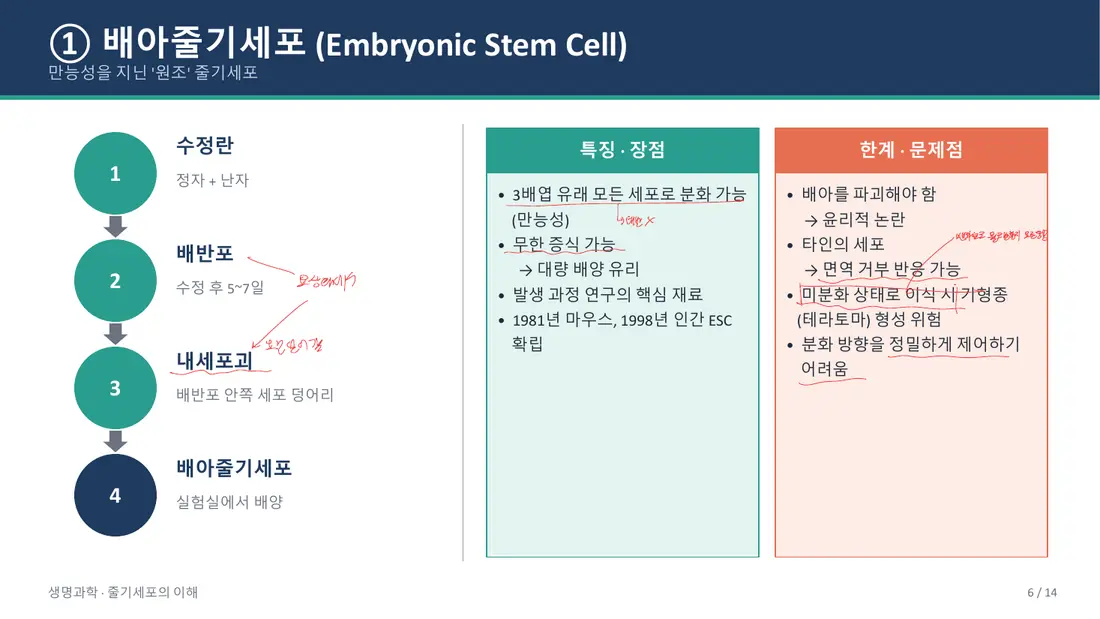 ① 배아줄기세포 (Embryonic Stem Cell)
만능성을 지닌 '원조' 줄기세포
1
수정란
정자 + 난자
2
배반포
수정 후 5~7일
3
내세포괴
배반포 안쪽 세포 덩어리
4
배아줄기세포
실험실에서 배양
특징 · 장점
• 3배엽 유래 모든 세포로 분화 가능
(만능성)
태반 X
• 무한 증식 가능
→ 대량 배양 유리
• 발생 과정 연구의 핵심 재료
• 1981년 마우스, 1998년 인간 ESC
확립
한계 · 문제점
• 배아를 파괴해야 함
→ 윤리적 논란
• 타인의 세포
→ 면역 거부 반응 가능
• 미분화 상태로 이식 시 기형종
(테라토마) 형성 위험
• 분화 방향을 정밀하게 제어하기
어려움
생명과학 · 줄기세포의 이해
6 / 14